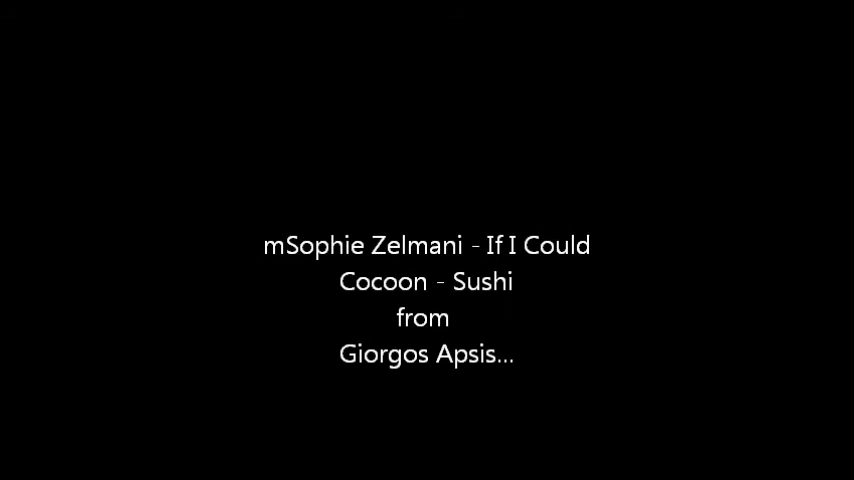 mSophie Zelmani - If I Could
Cocoon - Sushi
from
Giorgos Apsis...